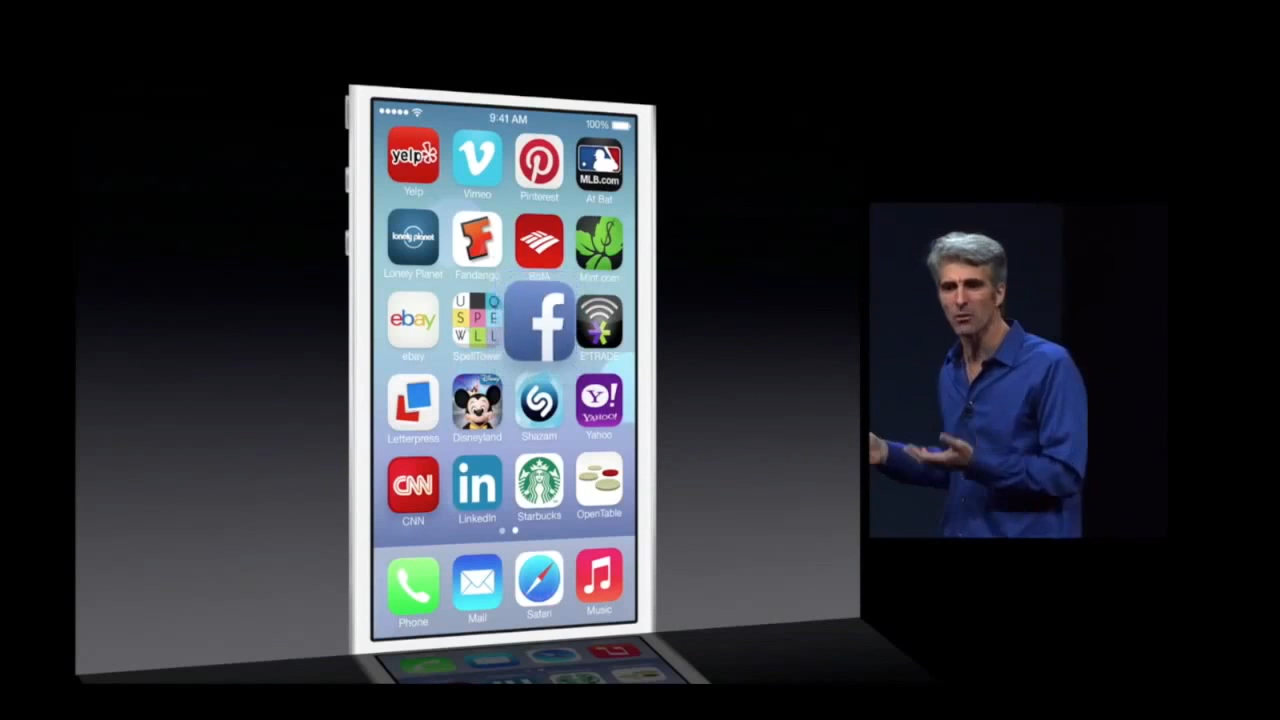 9:41 AM
100%
yelp
V
P
MLB.com
Yelp
Vimeo
Pinterest
At Bat
lonely planet
F
Lonely Planet
Fandango
BofA
Mint.com
ebay
U Q
S P E
W L L
f
ebay
SpellTower
E*TRADE
Disney
Y!
YAHOO!
Letterpress
Disneyland
Shazam
Yahoo
CNN
in
CNN
LinkedIn
Starbucks
OpenTable
Phone
Mail
Safari
Music